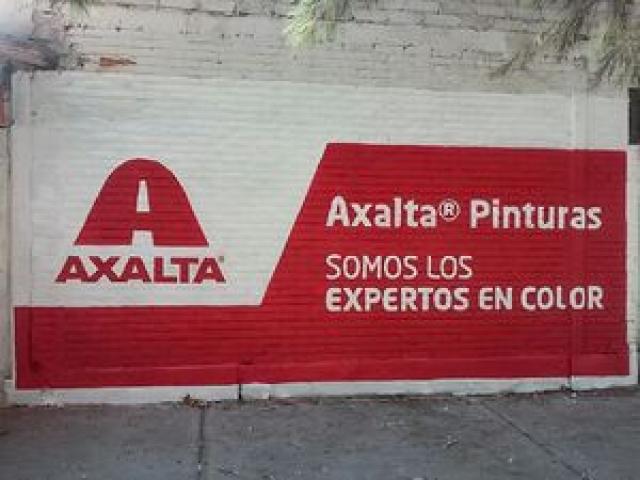 AXALTA®
Axalta® Pinturas
SOMOS LOS
EXPERTOS EN COLOR